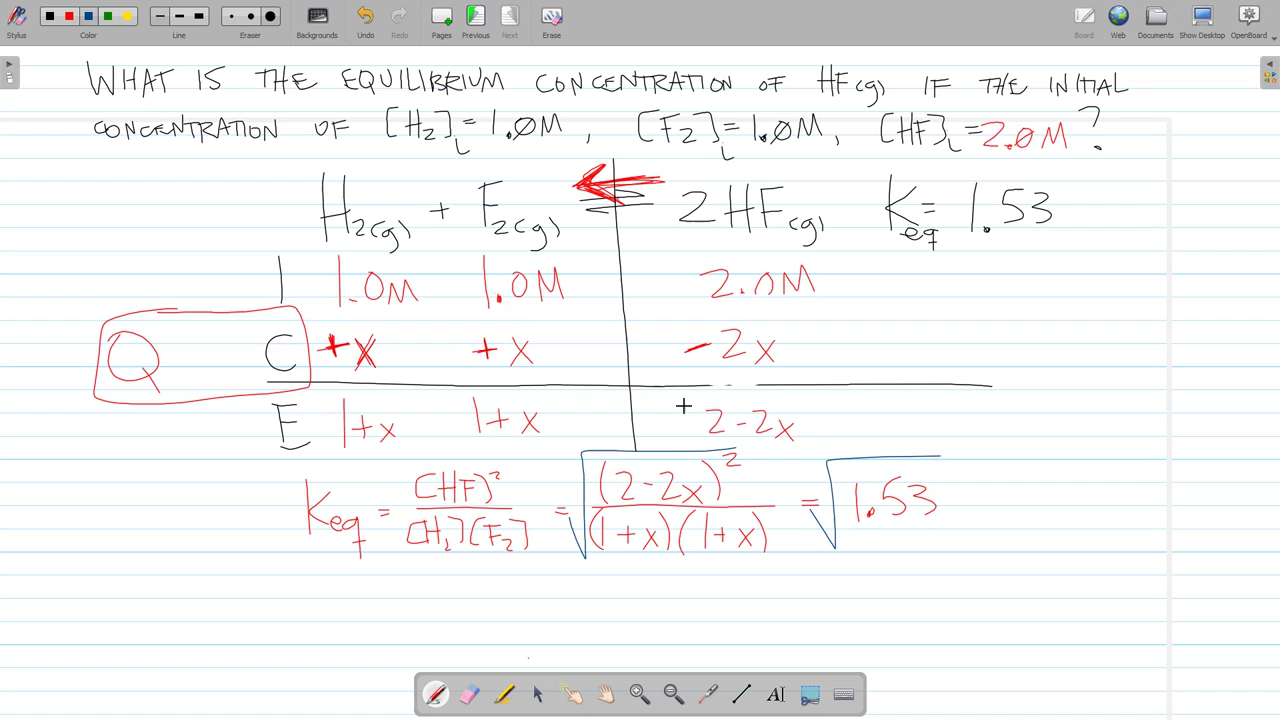 Stylus Color Line Eraser Backgrounds Undo Redo Pages Previous Next Erase Board Web Documents Show Desktop OpenBoard
WHAT IS THE EQUILIBRIUM CONCENTRATION OF HF(g) IF THE INITIAL
CONCENTRATION OF [H2]i = 1.0M, [F2]i = 1.0M, [HF]i = 2.0M ?
H2(g) + F2(g) ⇌ 2HF(g) Keq = 1.53
I 1.0M 1.0M 2.0M
Q C +x +x -2x
E 1+x 1+x 2-2x
Keq = [HF]² / [H2][F2] = √((2-2x)² / (1+x)(1+x)) = √1.53